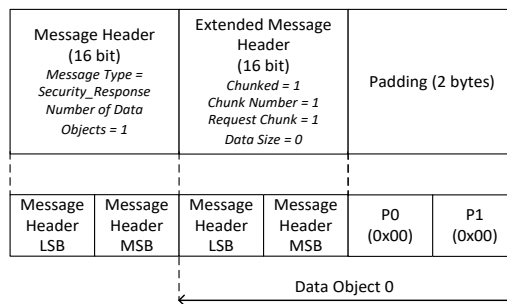 Message Header
(16 bit)
Message Type =
Security_Response
Number of Data
Objects = 1
Extended Message
Header
(16 bit)
Chunked = 1
Chunk Number = 1
Request Chunk = 1
Data Size = 0
Padding (2 bytes)
Message
Header
LSB
Message
Header
MSB
Message
Header
LSB
Message
Header
MSB
P0
(0x00)
P1
(0x00)
Data Object 0